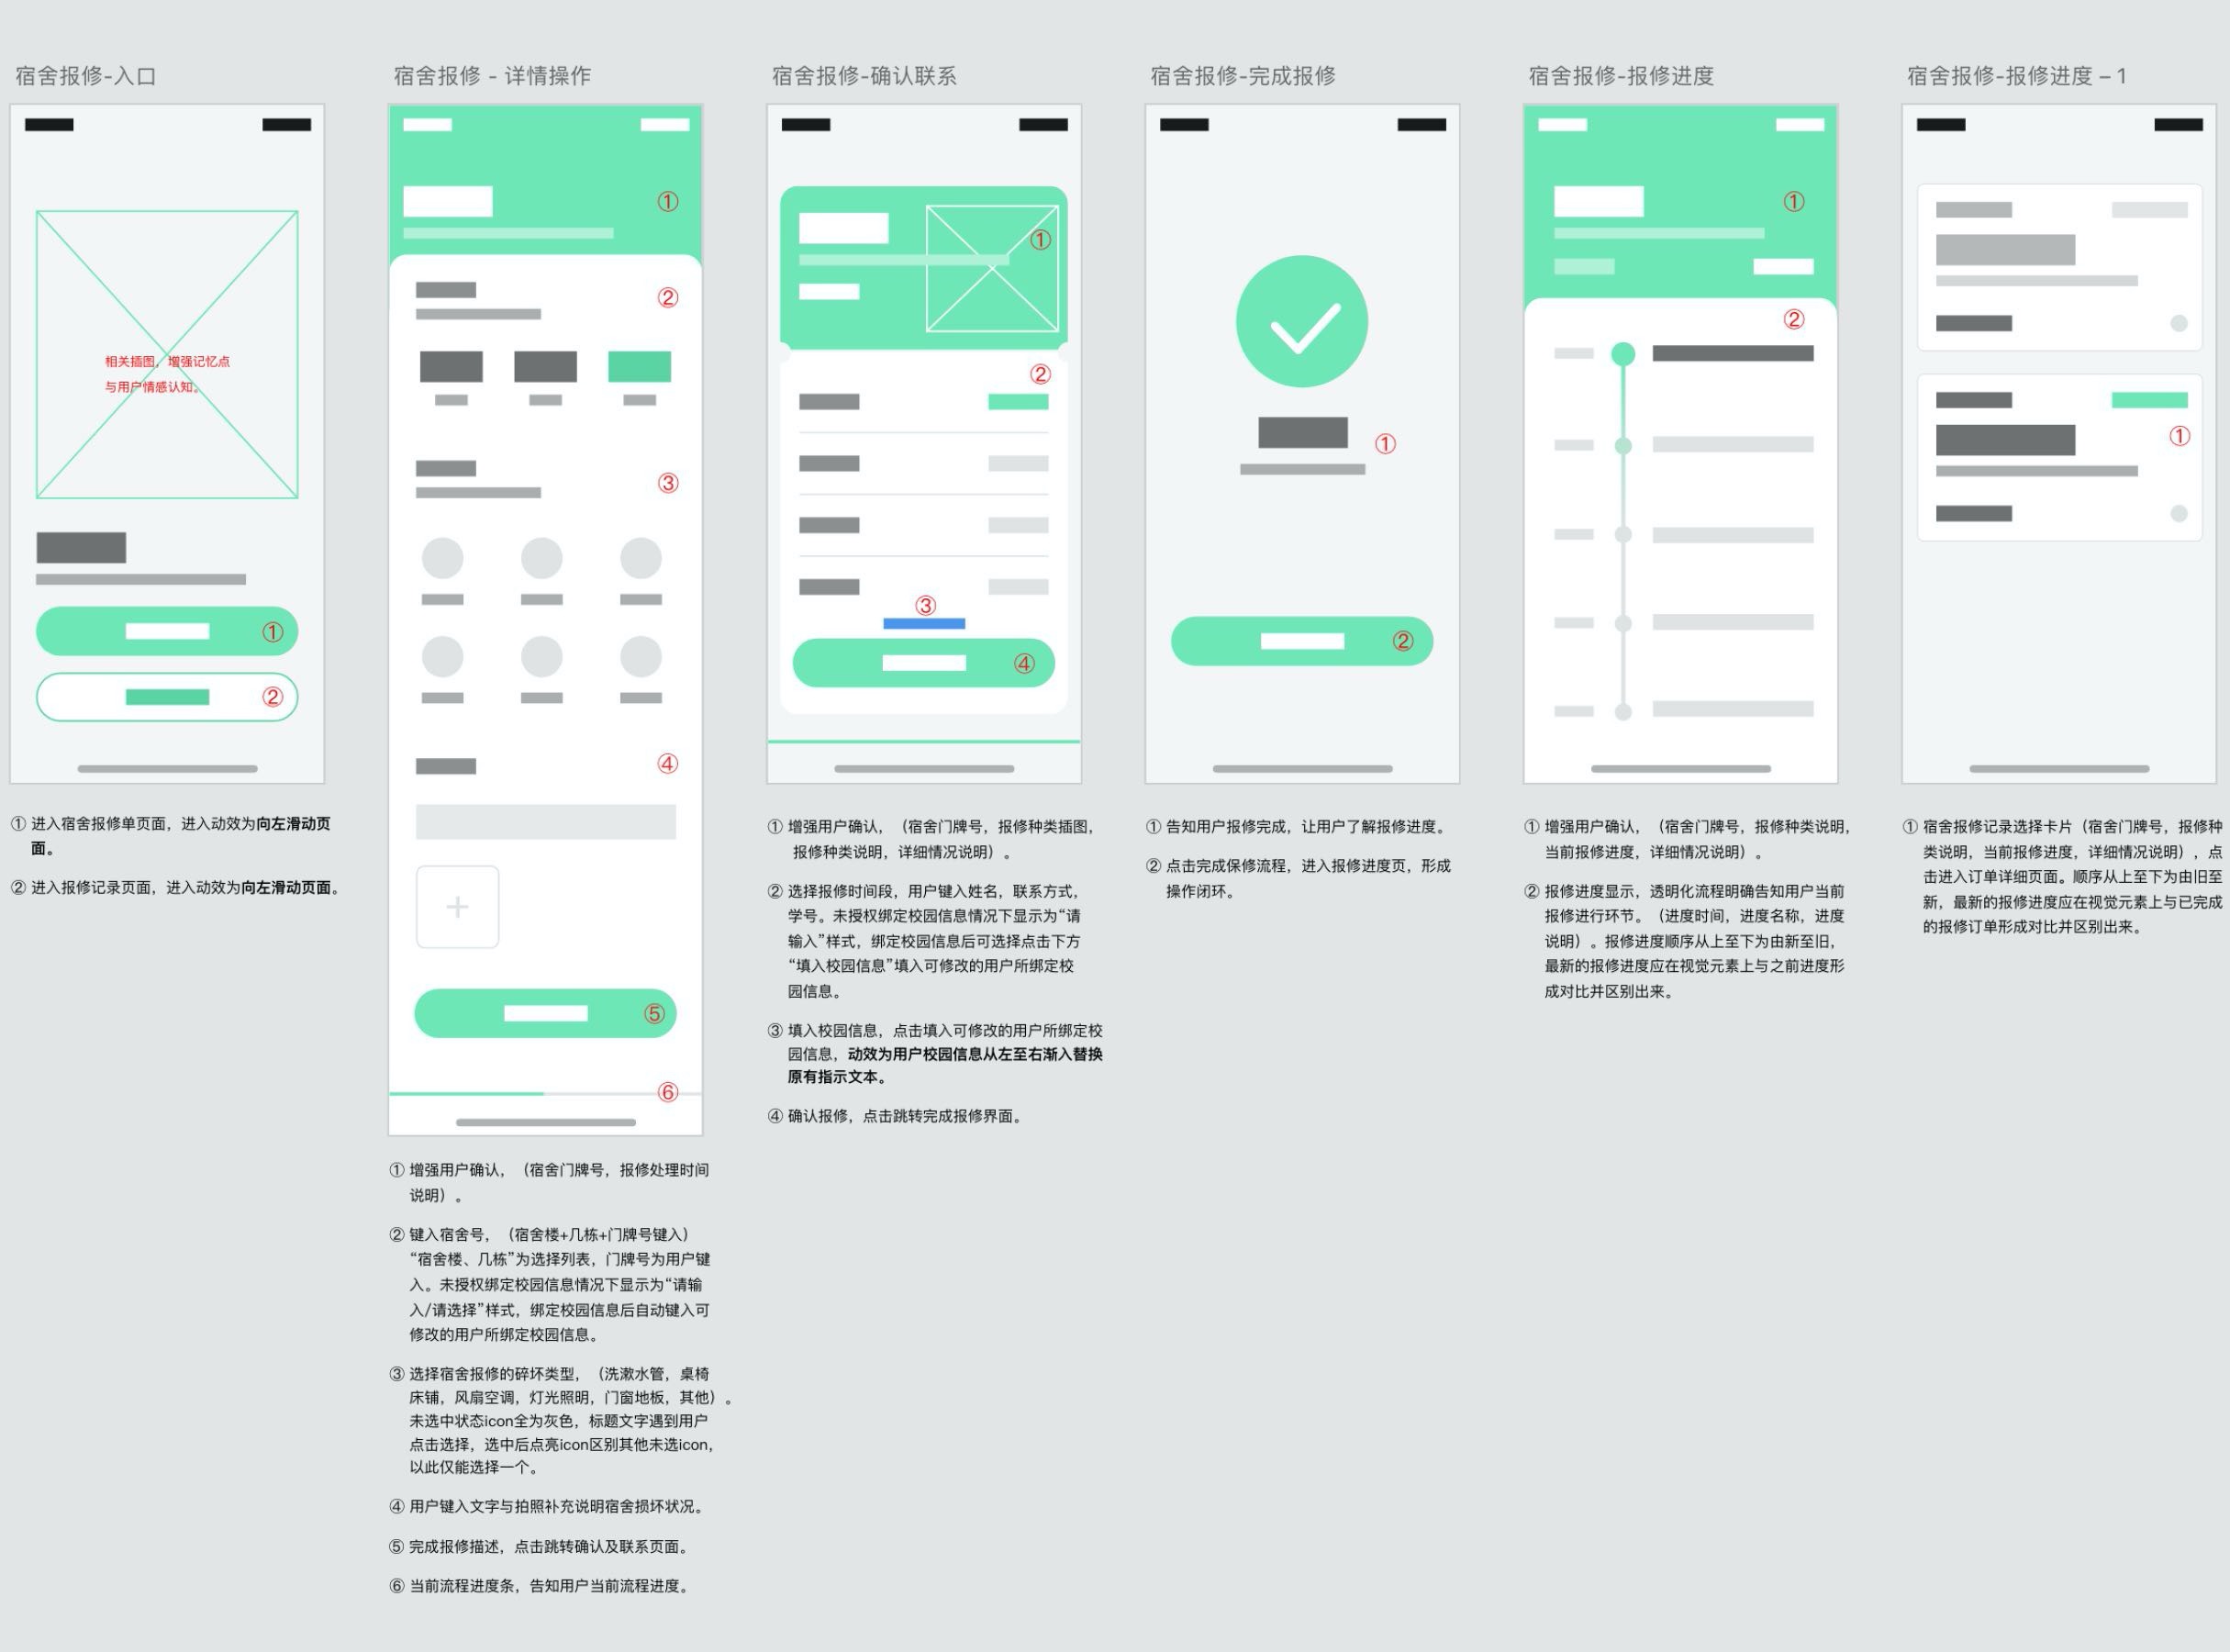 宿舍报修-入口
相关插图，增强记忆点
与用户情感认知。
①
②
① 进入宿舍报修单页面，进入动效为向左滑动页
面。
② 进入报修记录页面，进入动效为向左滑动页面。
宿舍报修 - 详情操作
①
②
③
④
+
⑤
⑥
① 增强用户确认，（宿舍门牌号，报修处理时间
说明）。
② 键入宿舍号，（宿舍楼+几栋+门牌号键入）
“宿舍楼、几栋”为选择列表，门牌号为用户键
入。未授权绑定校园信息情况下显示为“请输
入/请选择”样式，绑定校园信息后自动键入可
修改的用户所绑定校园信息。
③ 选择宿舍报修的碎坏类型，（洗漱水管，桌椅
床铺，风扇空调，灯光照明，门窗地板，其他）。
未选中状态icon全为灰色，标题文字遇到用户
点击选择，选中后点亮icon区别其他未选icon，
以此仅能选择一个。
④ 用户键入文字与拍照补充说明宿舍损坏状况。
⑤ 完成报修描述，点击跳转确认及联系页面。
⑥ 当前流程进度条，告知用户当前流程进度。
宿舍报修-确认联系
①
②
③
④
① 增强用户确认，（宿舍门牌号，报修种类插图，
报修种类说明，详细情况说明）。
② 选择报修时间段，用户键入姓名，联系方式，
学号。未授权绑定校园信息情况下显示为“请
输入”样式，绑定校园信息后可选择点击下方
“填入校园信息”填入可修改的用户所绑定校
园信息。
③ 填入校园信息，点击填入可修改的用户所绑定校
园信息，动效为用户校园信息从左至右渐入替换
原有指示文本。
④ 确认报修，点击跳转完成报修界面。
宿舍报修-完成报修
①
②
① 告知用户报修完成，让用户了解报修进度。
② 点击完成保修流程，进入报修进度页，形成
操作闭环。
宿舍报修-报修进度
①
②
① 增强用户确认，（宿舍门牌号，报修种类说明，
当前报修进度，详细情况说明）。
② 报修进度显示，透明化流程明确告知用户当前
报修进行环节。（进度时间，进度名称，进度
说明）。报修进度顺序从上至下为由新至旧，
最新的报修进度应在视觉元素上与之前进度形
成对比并区别出来。
宿舍报修-报修进度 – 1
①
① 宿舍报修记录选择卡片（宿舍门牌号，报修种
类说明，当前报修进度，详细情况说明），点
击进入订单详细页面。顺序从上至下为由旧至
新，最新的报修进度应在视觉元素上与已完成
的报修订单形成对比并区别出来。